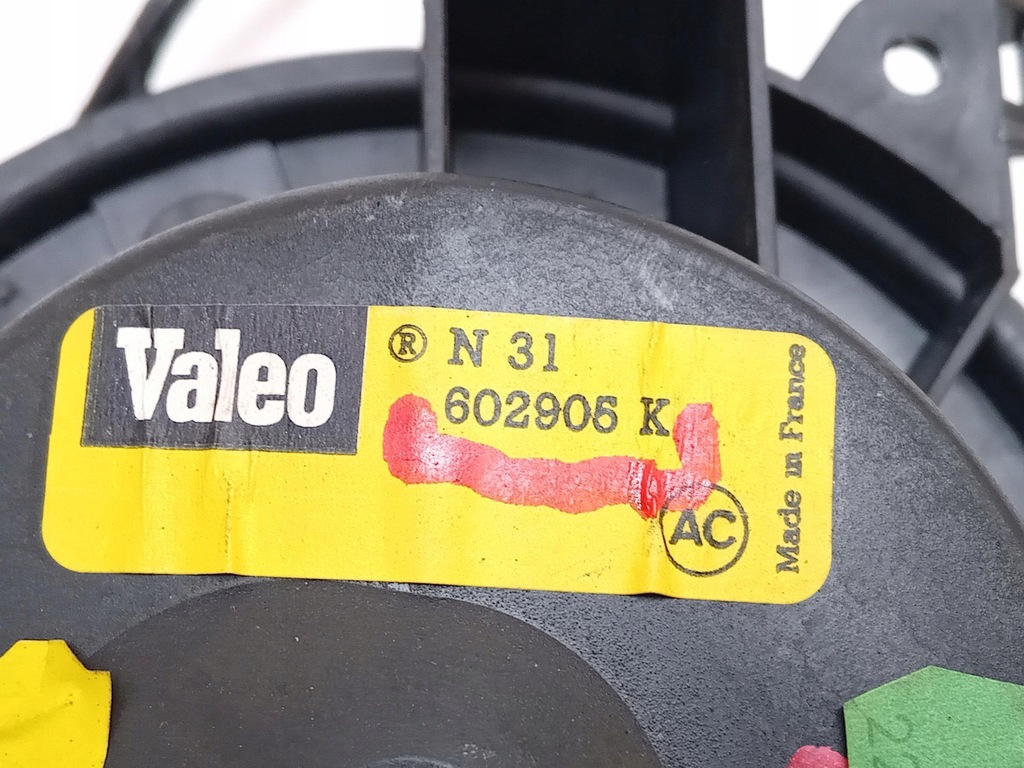 Valeo
® N 31
602905 K
AC
Made in France